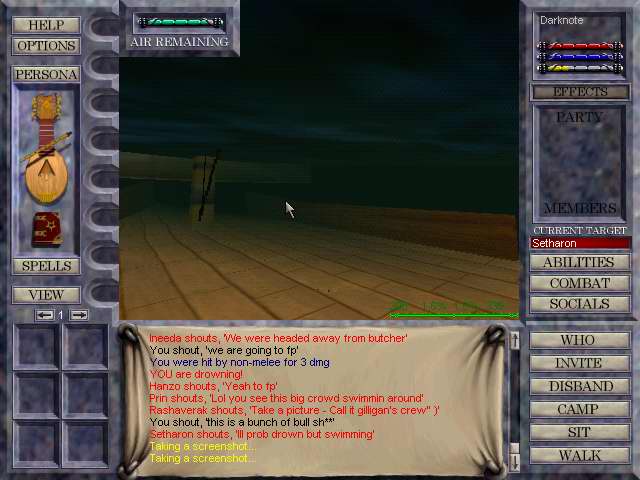 HELP
OPTIONS
PERSONA
SPELLS
VIEW
1
AIR REMAINING
Darknote
EFFECTS
PARTY
MEMBERS
CURRENT TARGET
Setharon
ABILITIES
COMBAT
SOCIALS
WHO
INVITE
DISBAND
CAMP
SIT
WALK
Ineeda shouts, 'We were headed away from butcher'
You shout, 'we are going to fp'
You were hit by non-melee for 3 dmg
YOU are drowning!
Hanzo shouts, 'Yeah to fp'
Prin shouts, 'Lol you see this big crowd swimmin around'
Rashaverak shouts, 'Take a picture - Call it gilligan's crew" )'
You shout, 'this is a bunch of bull sh**'
Setharon shouts, 'Ill prob drown but swimming'
Taking a screenshot...
Taking a screenshot...